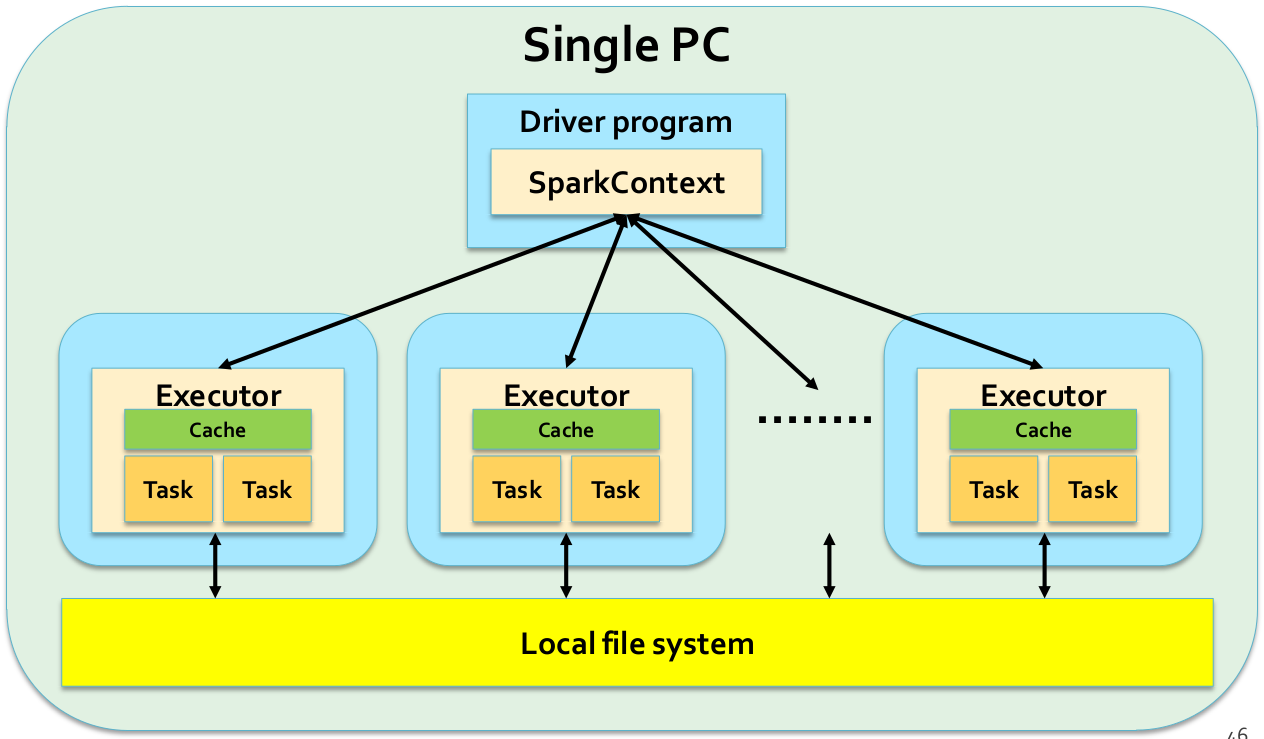 Single PC
Driver program
SparkContext
Executor
Cache
Task Task
Executor
Cache
Task Task
........
Executor
Cache
Task Task
Local file system
46